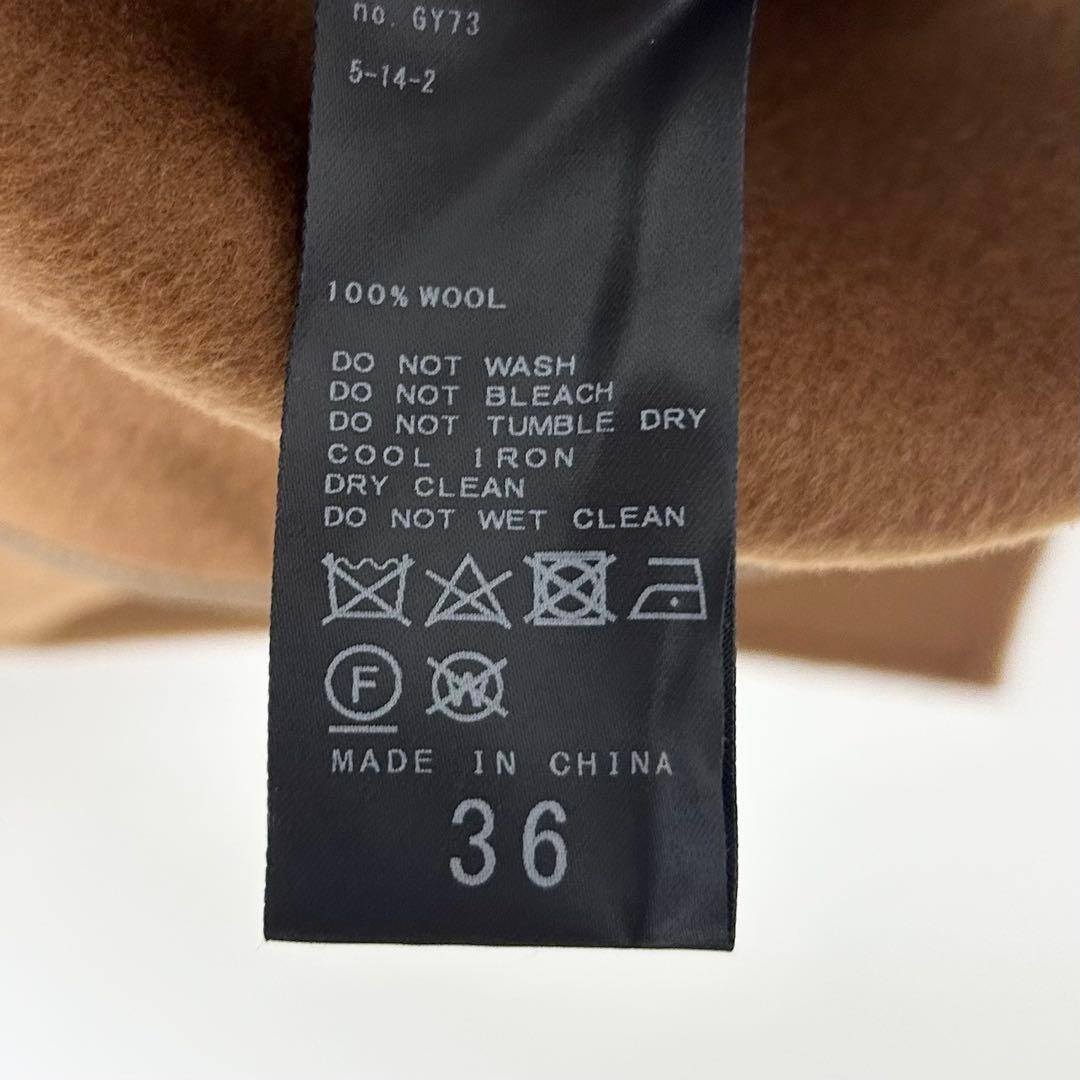 no. GY73
5-14-2
100% WOOL
DO NOT WASH
DO NOT BLEACH
DO NOT TUMBLE DRY
COOL IRON
DRY CLEAN
DO NOT WET CLEAN
F W
MADE IN CHINA
36